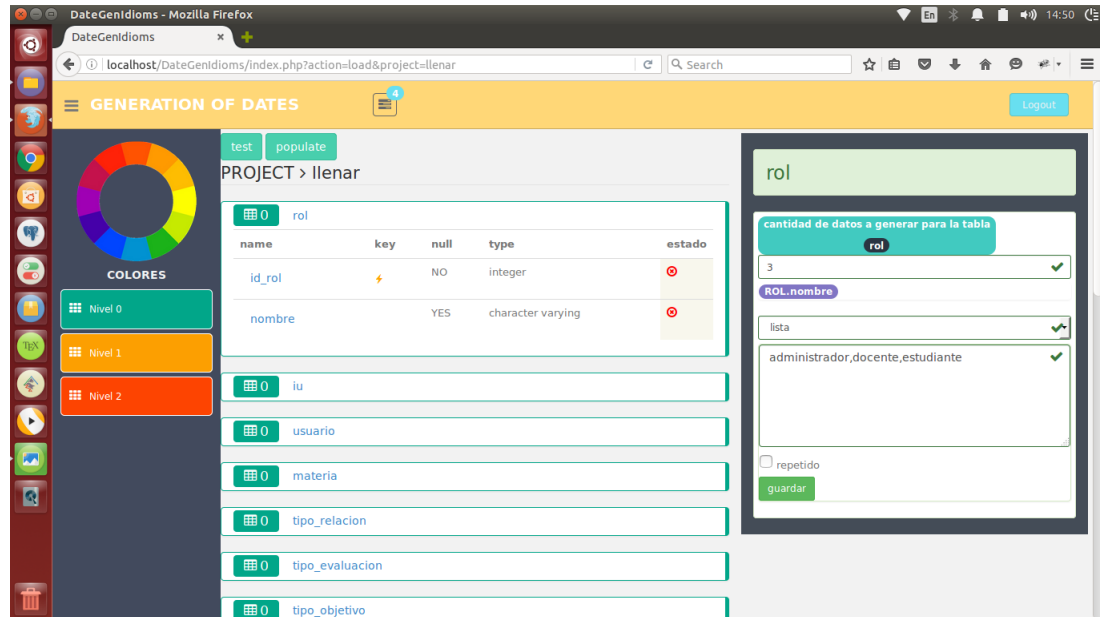 DateGenIdioms - Mozilla Firefox
En
14:50
DateGenIdioms
localhost/DateGenIdioms/index.php?action=load&project=llenar
Search
GENERATION OF DATES
4
Logout
COLORES
Nivel 0
Nivel 1
Nivel 2
test
populate
PROJECT > llenar
0 rol
name key null type estado
id_rol NO integer
nombre YES character varying
0 iu
0 usuario
0 materia
0 tipo_relacion
0 tipo_evaluacion
0 tipo_objetivo
rol
cantidad de datos a generar para la tabla
rol
3
ROL.nombre
lista
administrador,docente,estudiante
repetido
guardar
TEX